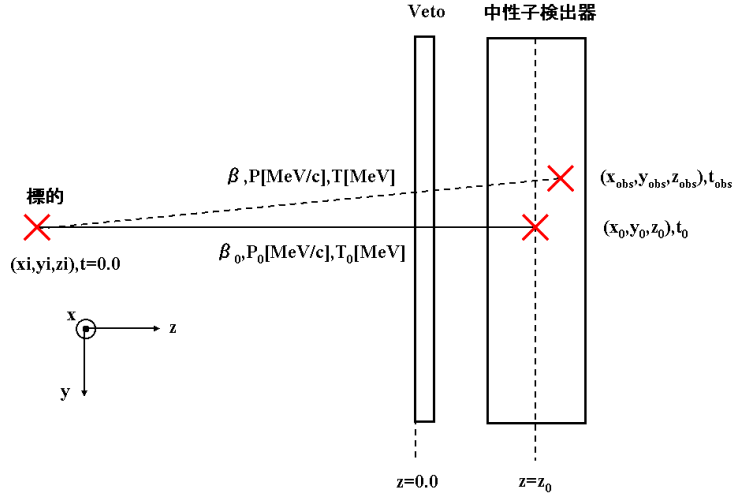 Veto
中性子検出器
β,P[MeV/c],T[MeV]
(xobs,yobs,zobs),tobs
標的
(x0,y0,z0),t0
β0,P0[MeV/c],T0[MeV]
(xi,yi,zi),t=0.0
x
z
y
z=0.0
z=z0